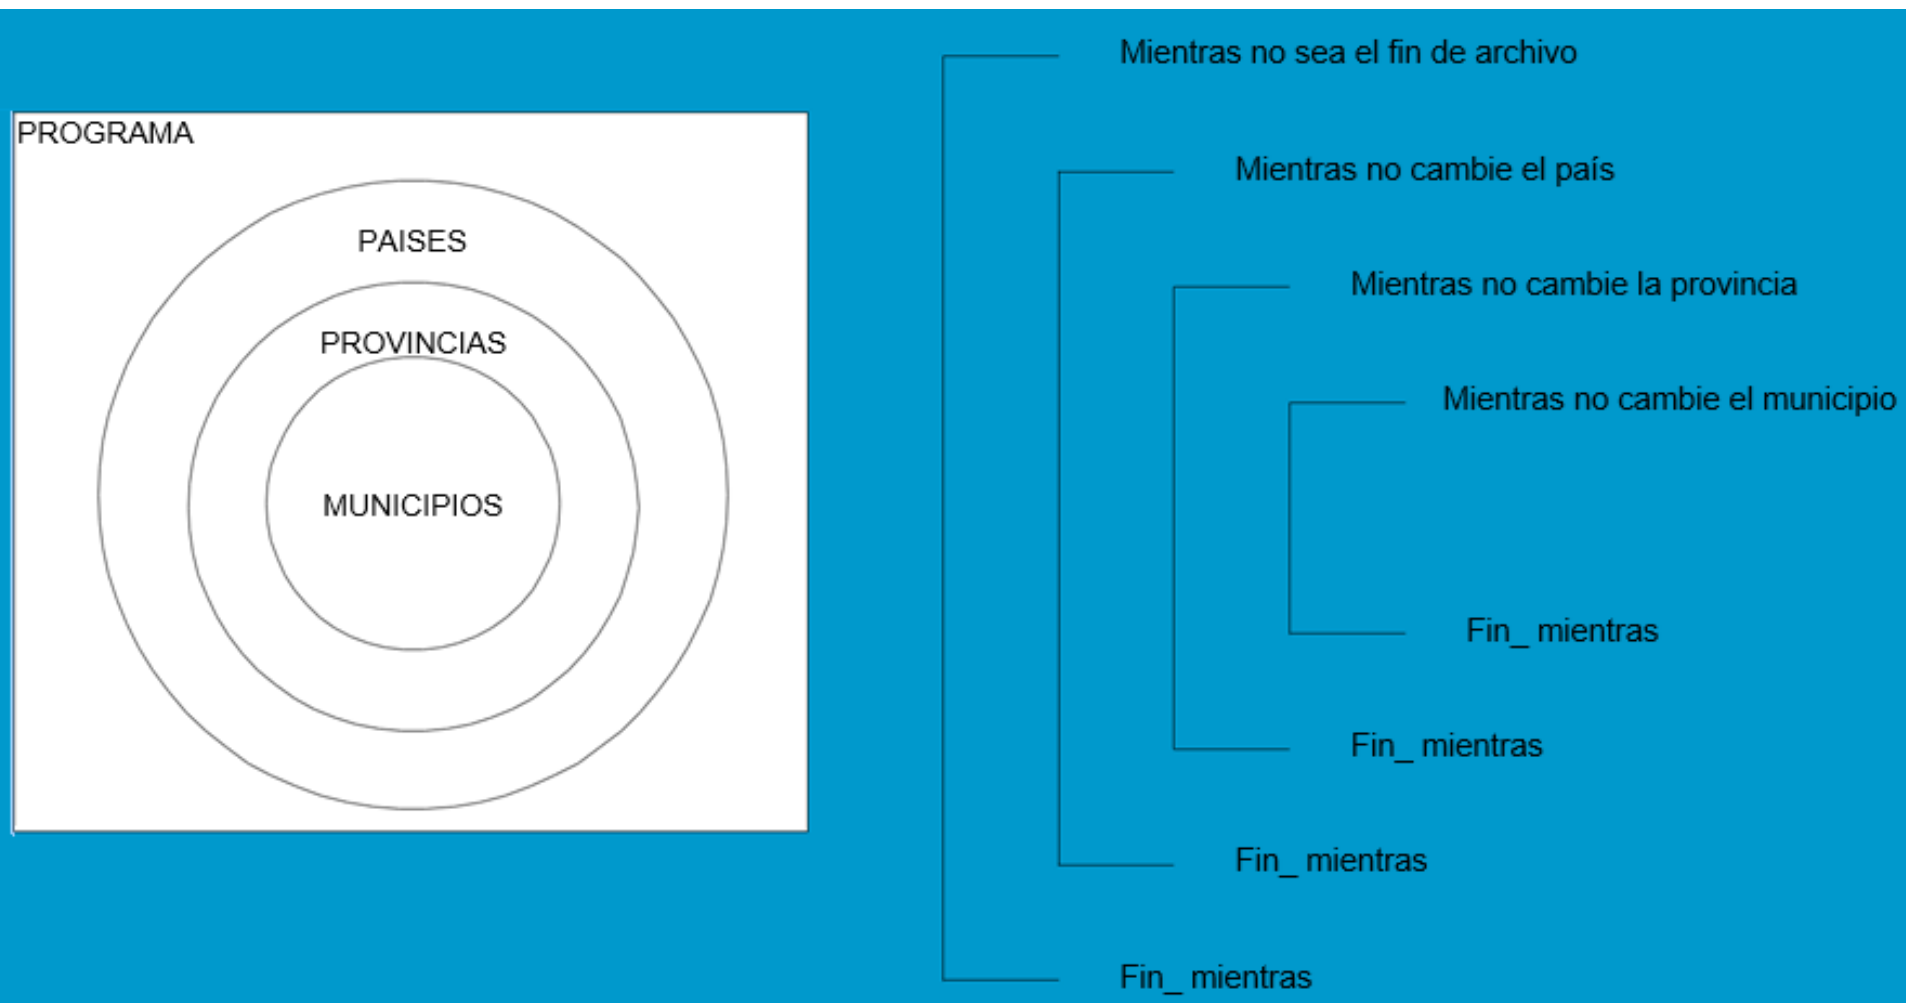 PROGRAMA
PAISES
PROVINCIAS
MUNICIPIOS
Mientras no sea el fin de archivo
Mientras no cambie el país
Mientras no cambie la provincia
Mientras no cambie el municipio
Fin_ mientras
Fin_ mientras
Fin_ mientras
Fin_ mientras